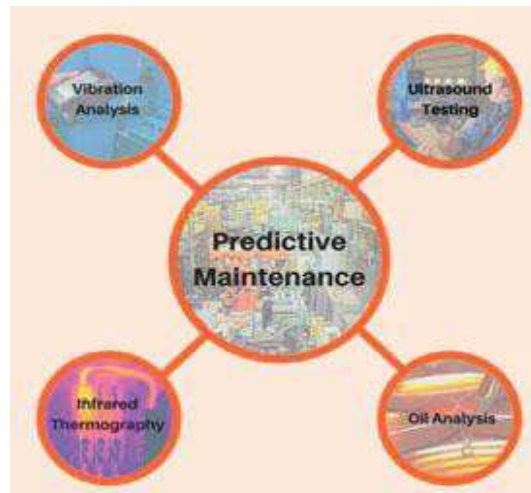 Vibration
Analysis
Ultrasound
Testing
Predictive
Maintenance
Infrared
Thermography
Oil Analysis